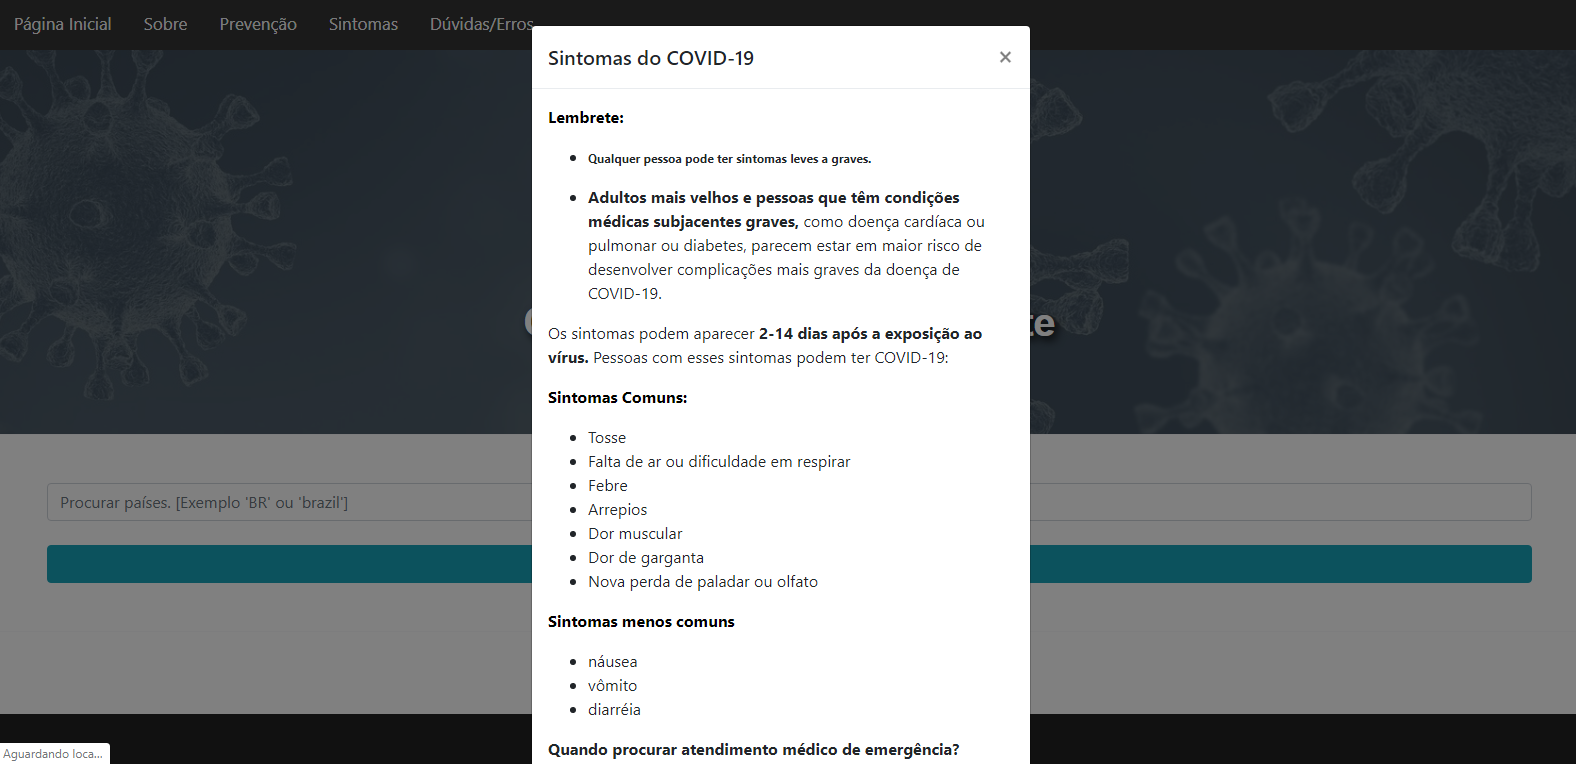 Página Inicial Sobre Prevenção Sintomas Dúvidas/Erros
Sintomas do COVID-19 ×
Lembrete:
• Qualquer pessoa pode ter sintomas leves a graves.
• Adultos mais velhos e pessoas que têm condições
médicas subjacentes graves, como doença cardíaca ou
pulmonar ou diabetes, parecem estar em maior risco de
desenvolver complicações mais graves da doença de
COVID-19.
Os sintomas podem aparecer 2-14 dias após a exposição ao
vírus. Pessoas com esses sintomas podem ter COVID-19:
Sintomas Comuns:
• Tosse
• Falta de ar ou dificuldade em respirar
• Febre
• Arrepios
• Dor muscular
• Dor de garganta
• Nova perda de paladar ou olfato
Sintomas menos comuns
• náusea
• vômito
• diarréia
Quando procurar atendimento médico de emergência?
Procurar países. [Exemplo 'BR' ou 'brazil']
Aguardando loca...